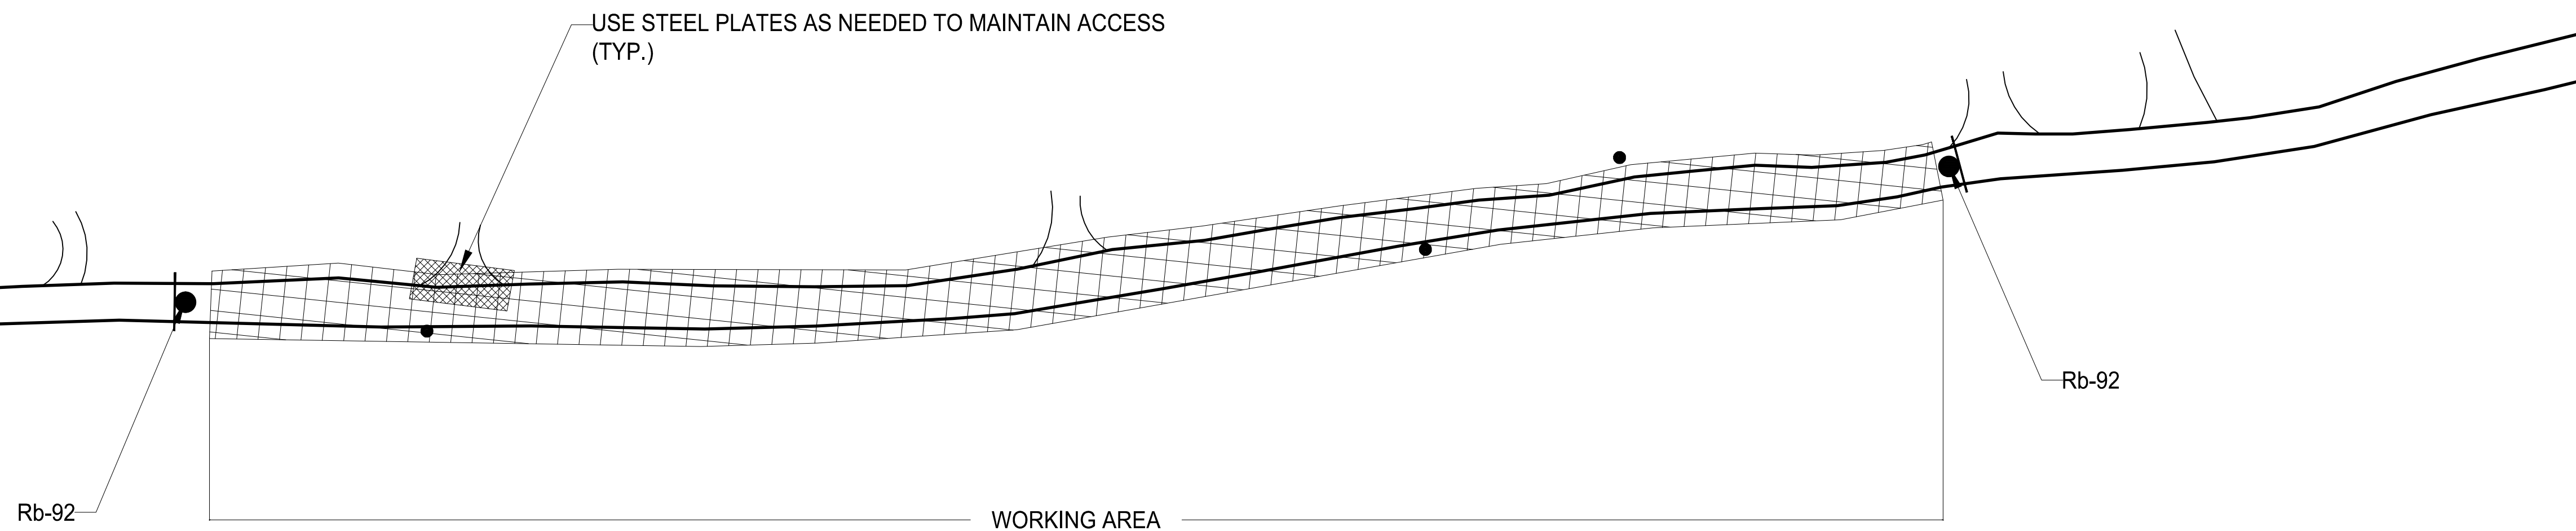 USE STEEL PLATES AS NEEDED TO MAINTAIN ACCESS
(TYP.)
Rb-92
Rb-92
WORKING AREA